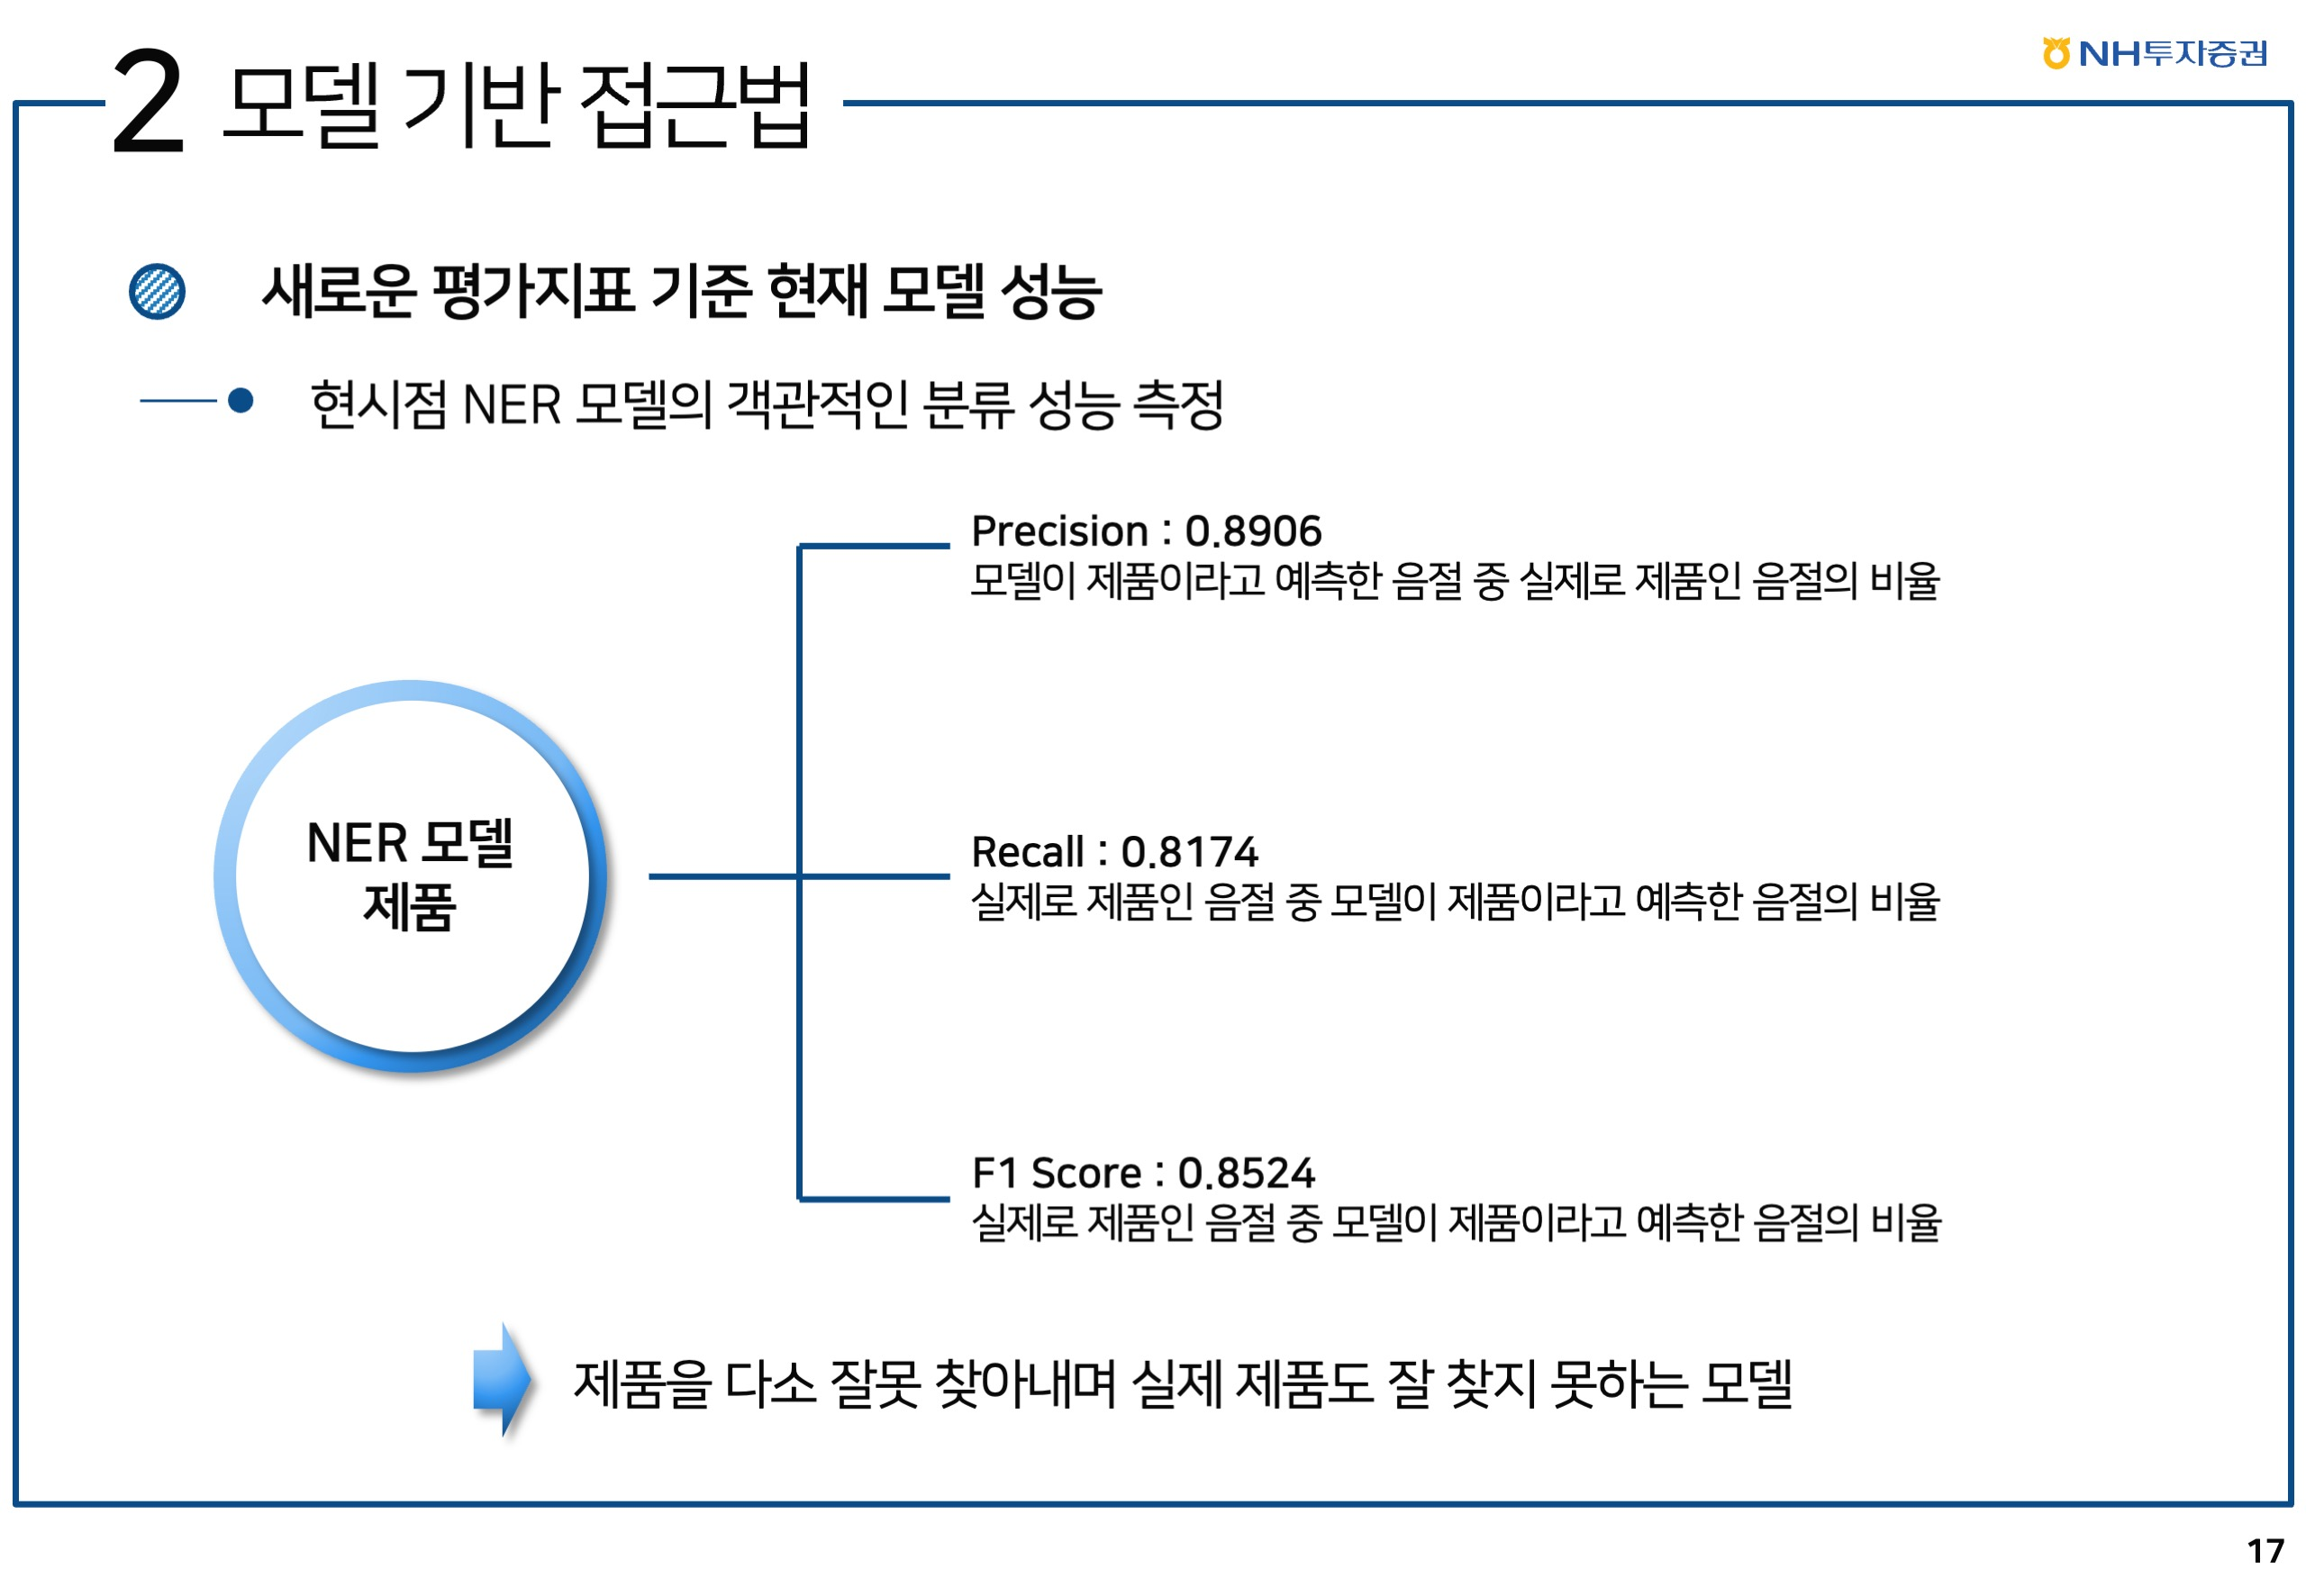 2 모델 기반 접근법
NH투자증권
새로운 평가지표 기준 현재 모델 성능
현시점 NER 모델의 객관적인 분류 성능 측정
Precision : 0.8906
모델이 제품이라고 예측한 음절 중 실제로 제품인 음절의 비율
NER 모델
제품
Recall : 0.8174
실제로 제품인 음절 중 모델이 제품이라고 예측한 음절의 비율
F1 Score : 0.8524
실제로 제품인 음절 중 모델이 제품이라고 예측한 음절의 비율
제품을 다소 잘못 찾아내며 실제 제품도 잘 찾지 못하는 모델
17